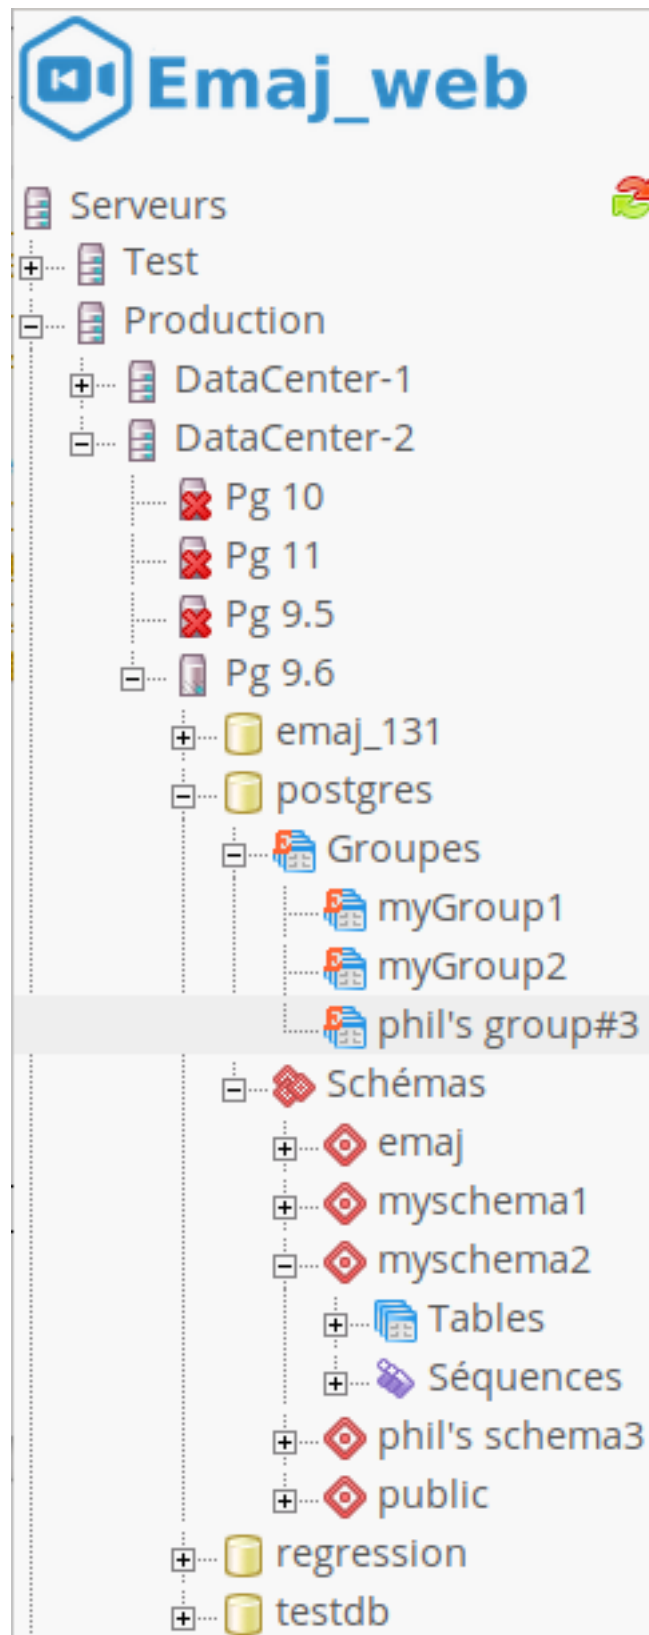 Emaj_web
Serveurs
Test
Production
DataCenter-1
DataCenter-2
Pg 10
Pg 11
Pg 9.5
Pg 9.6
emaj_131
postgres
Groupes
myGroup1
myGroup2
phil's group#3
Schémas
emaj
myschema1
myschema2
Tables
Séquences
phil's schema3
public
regression
testdb